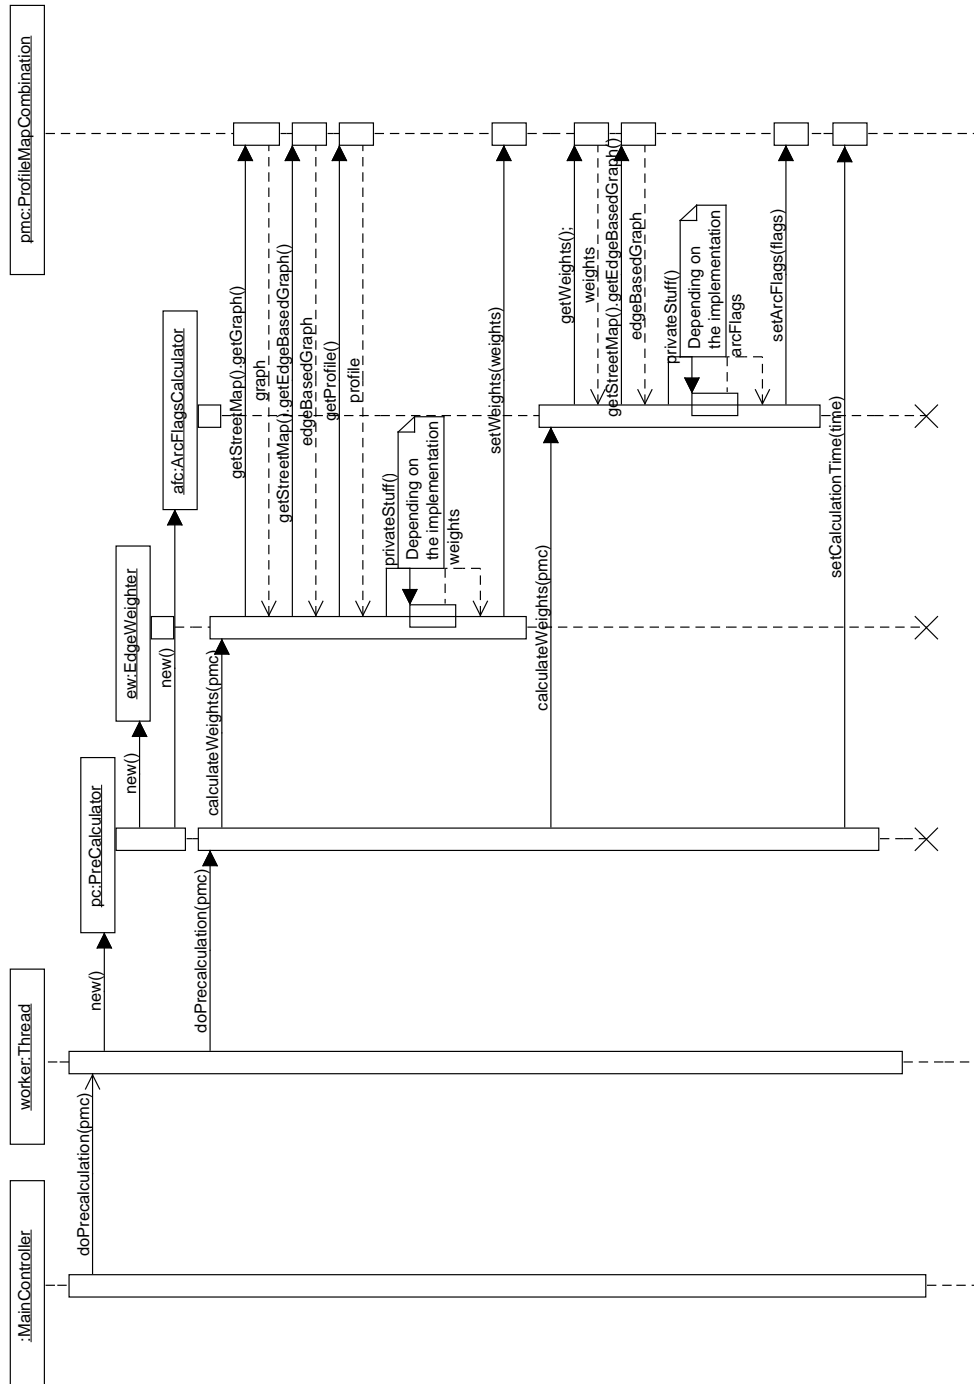 :MainController
worker:Thread
pc:PreCalculator
ew:EdgeWeighter
afc:ArcFlagsCalculator
pmc:ProfileMapCombination
doPrecalculation(pmc)
new()
new()
new()
doPrecalculation(pmc)
calculateWeights(pmc)
getStreetMap().getGraph()
graph
getStreetMap().getEdgeBasedGraph()
edgeBasedGraph
getProfile()
profile
privateStuff()
Depending on
the implementation
weights
setWeights(weights)
calculateWeights(pmc)
getWeights();
weights
getStreetMap().getEdgeBasedGraph()
edgeBasedGraph
privateStuff()
Depending on
the implementation
arcFlags
setArcFlags(flags)
setCalculationTime(time)